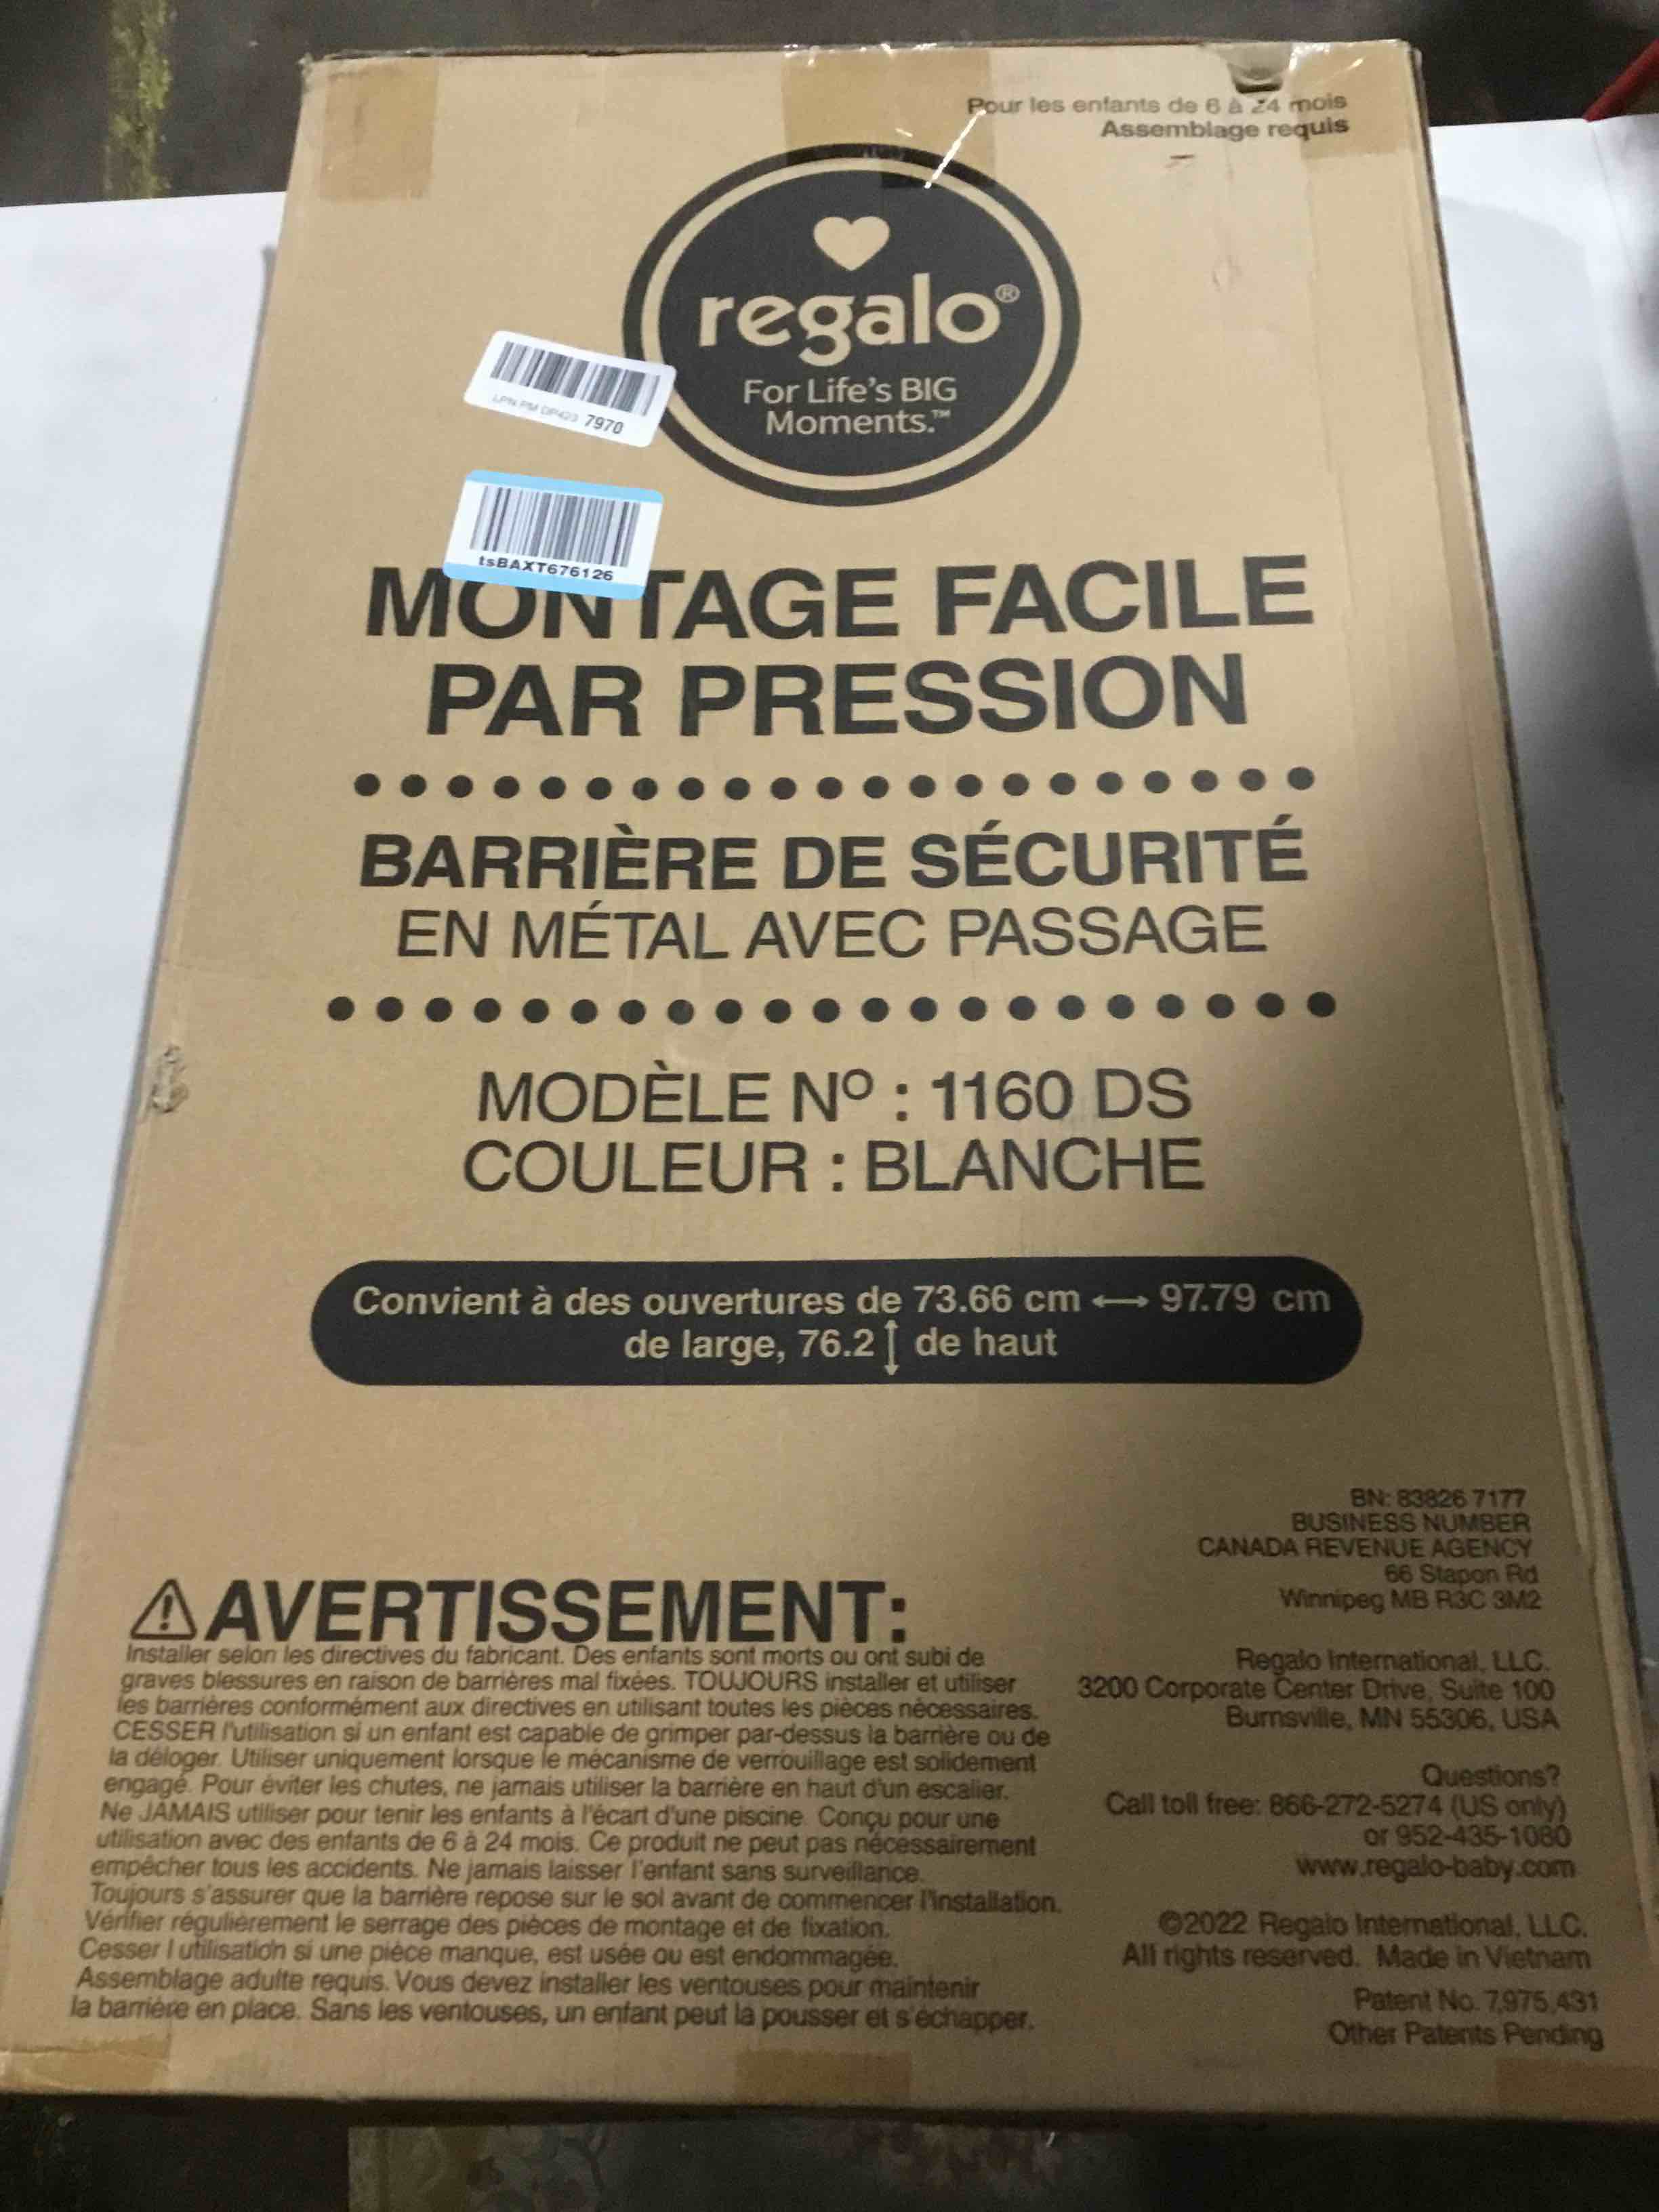 Pour les enfants de 6 à 24 mois
Assemblage requis
regalo®
For Life's BIG
Moments.™
7970
tsBAXT676126
MONTAGE FACILE
PAR PRESSION
BARRIÈRE DE SÉCURITÉ
EN MÉTAL AVEC PASSAGE
MODÈLE Nº : 1160 DS
COULEUR : BLANCHE
Convient à des ouvertures de 73.66 cm ⟷ 97.79 cm
de large, 76.2 ↕ de haut
BN: 83826 7177
BUSINESS NUMBER
CANADA REVENUE AGENCY
66 Stapon Rd
Winnipeg MB R3C 3M2
⚠ AVERTISSEMENT:
Installer selon les directives du fabricant. Des enfants sont morts ou ont subi de
graves blessures en raison de barrières mal fixées. TOUJOURS installer et utiliser
les barrières conformément aux directives en utilisant toutes les pièces nécessaires.
CESSER l'utilisation si un enfant est capable de grimper par-dessus la barrière ou de
la déloger. Utiliser uniquement lorsque le mécanisme de verrouillage est solidement
engagé. Pour éviter les chutes, ne jamais utiliser la barrière en haut d'un escalier.
Ne JAMAIS utiliser pour tenir les enfants à l'écart d'une piscine. Conçu pour une
utilisation avec des enfants de 6 à 24 mois. Ce produit ne peut pas nécessairement
empêcher tous les accidents. Ne jamais laisser l'enfant sans surveillance.
Toujours s'assurer que la barrière repose sur le sol avant de commencer l'installation.
Vérifier régulièrement le serrage des pièces de montage et de fixation.
Cesser l'utilisation si une pièce manque, est usée ou est endommagée.
Assemblage adulte requis. Vous devez installer les ventouses pour maintenir
la barrière en place. Sans les ventouses, un enfant peut la pousser et s'échapper.
Regalo International, LLC.
3200 Corporate Center Drive, Suite 100
Burnsville, MN 55306, USA
Questions?
Call toll free: 866-272-5274 (US only)
or 952-435-1080
www.regalo-baby.com
©2022 Regalo International, LLC.
All rights reserved. Made in Vietnam
Patent No. 7,975,431
Other Patents Pending